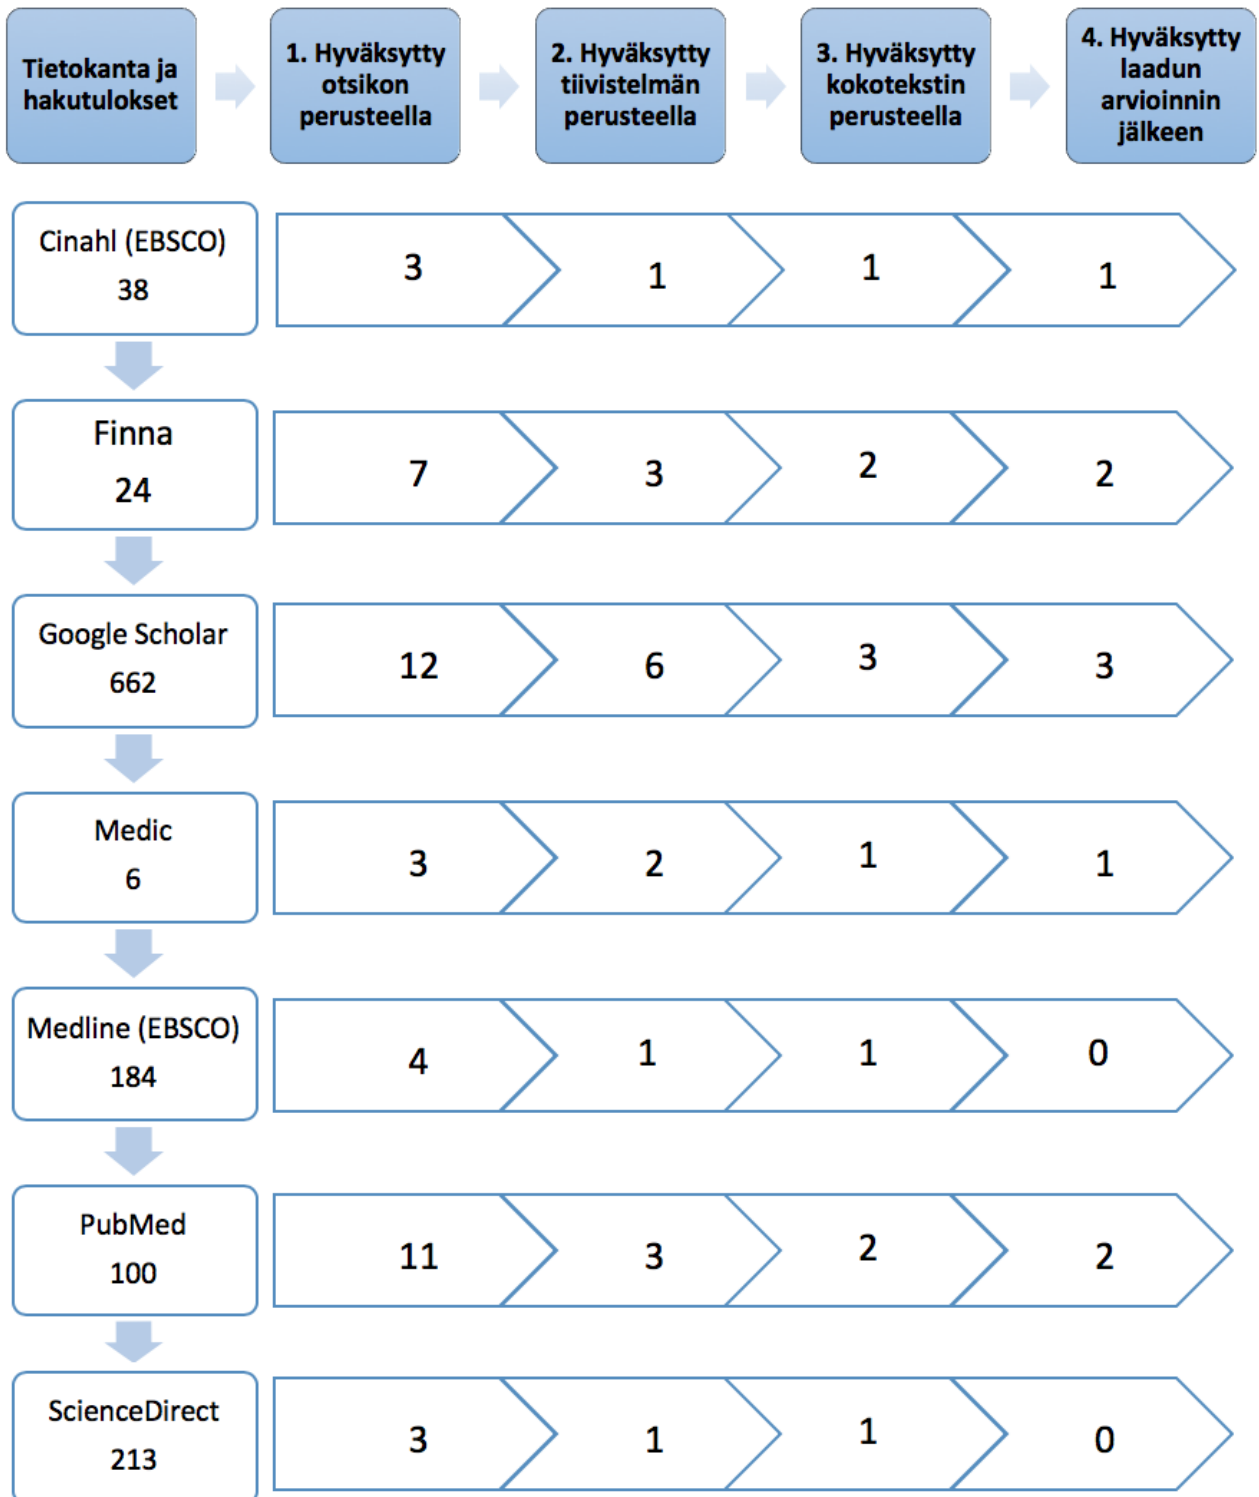 Tietokanta ja
hakutulokset
1. Hyväksytty
otsikon
perusteella
2. Hyväksytty
tiivistelmän
perusteella
3. Hyväksytty
kokotekstin
perusteella
4. Hyväksytty
laadun
arvioinnin
jälkeen
Cinahl (EBSCO)
38
3
1
1
1
Finna
24
7
3
2
2
Google Scholar
662
12
6
3
3
Medic
6
3
2
1
1
Medline (EBSCO)
184
4
1
1
0
PubMed
100
11
3
2
2
ScienceDirect
213
3
1
1
0